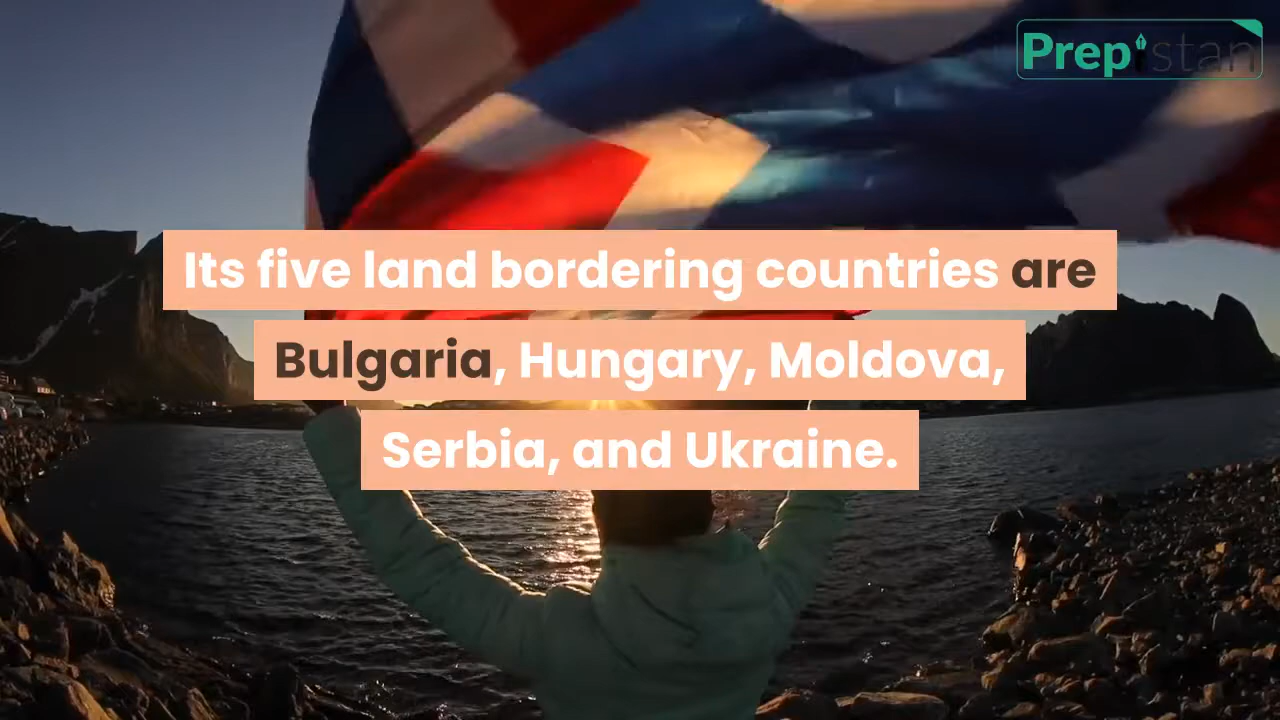 Prepistan
Its five land bordering countries are
Bulgaria, Hungary, Moldova,
Serbia, and Ukraine.